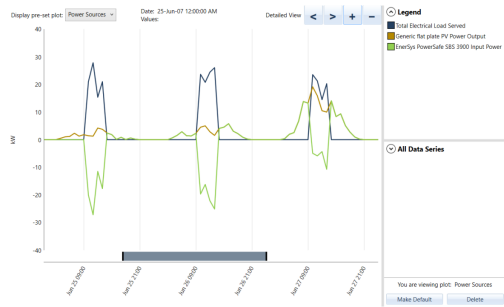 Display pre-set plot: Power Sources
Date: 25-Jun-07 12:00:00 AM
Values:
Detailed View < > + −
Legend
Total Electrical Load Served
Generic flat plate PV Power Output
EnerSys PowerSafe SBS 3900 Input Power
All Data Series
kW
40
30
20
10
0
-10
-20
-30
-40
Jun 25 09:00
Jun 25 21:00
Jun 26 09:00
Jun 26 21:00
Jun 27 09:00
Jun 27 21:00
You are viewing plot: Power Sources
Make Default
Delete